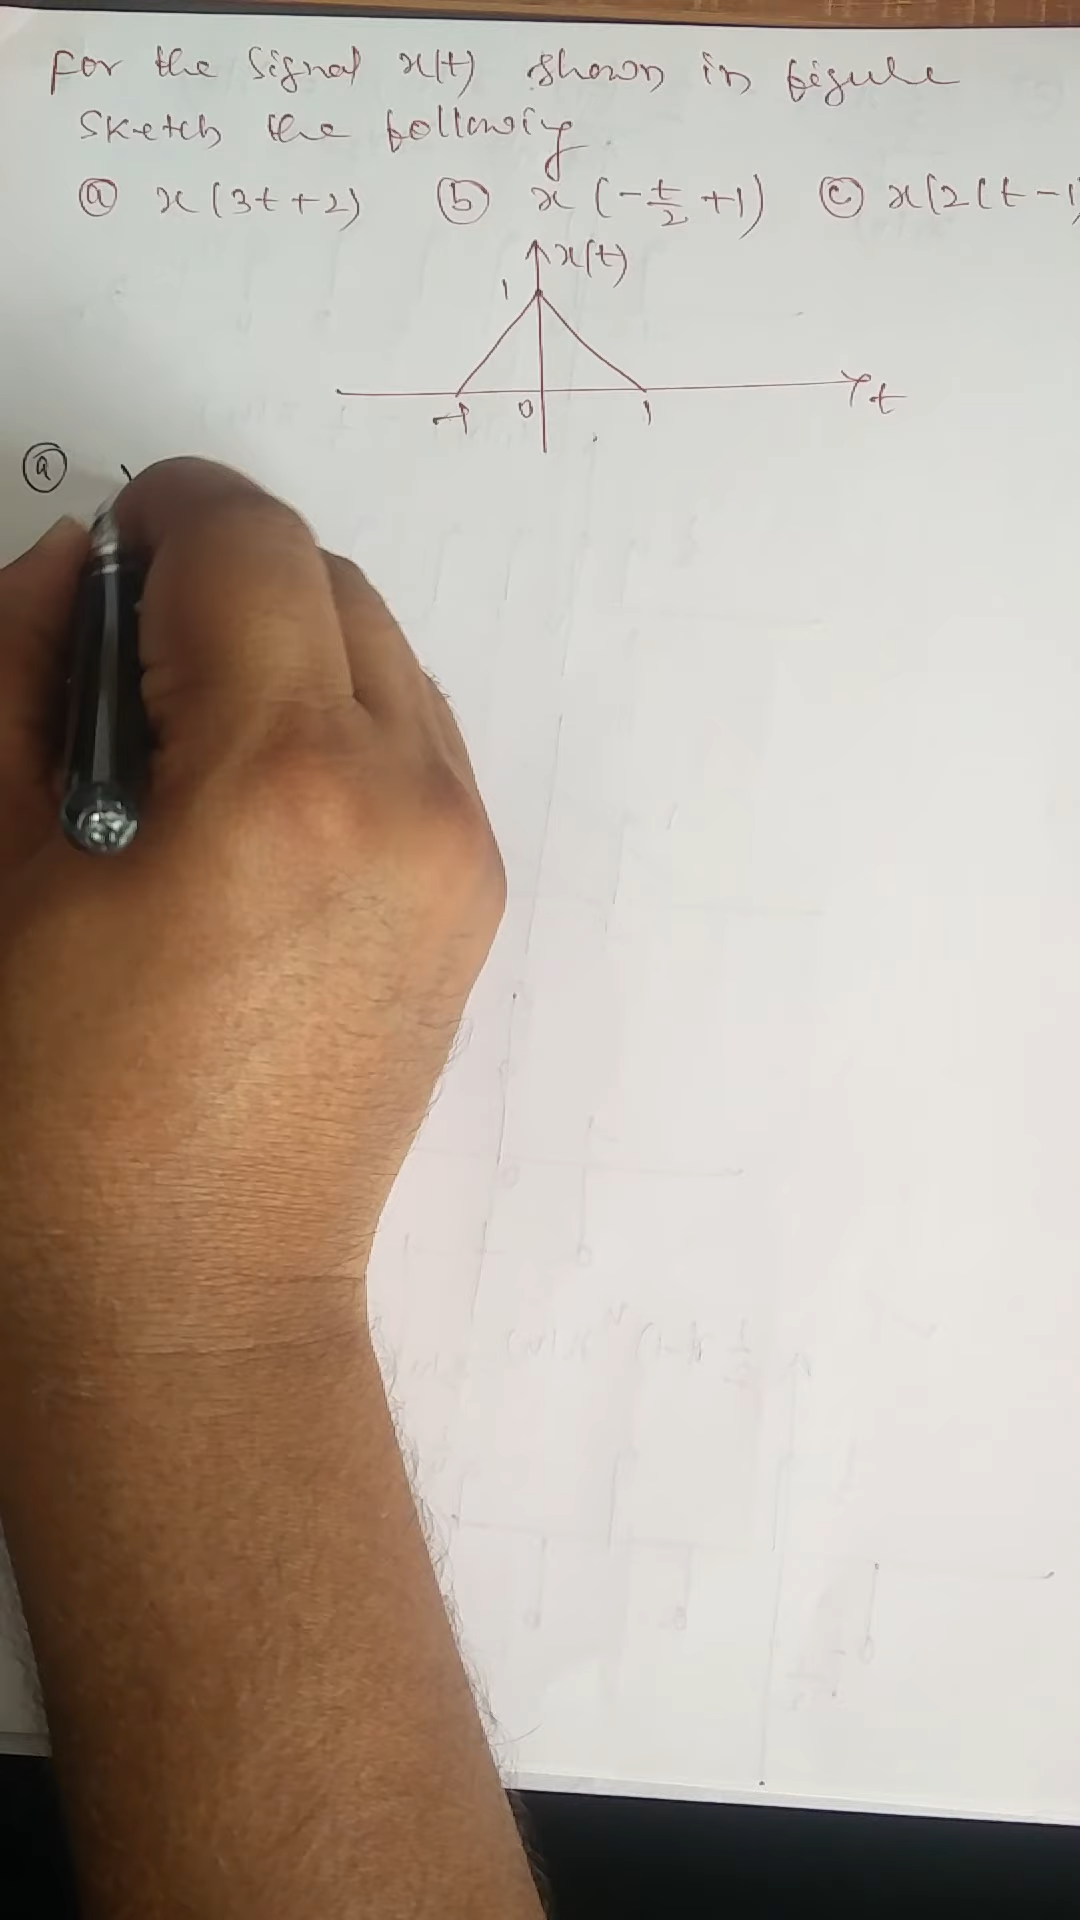 For the Signal x(t) shown in figure
Sketch the following.
ⓐ x(3t+2) ⓑ x(-t/2+1) ⓒ x(2(t-1)
x(t)
1
-1 0 1 t
ⓐ